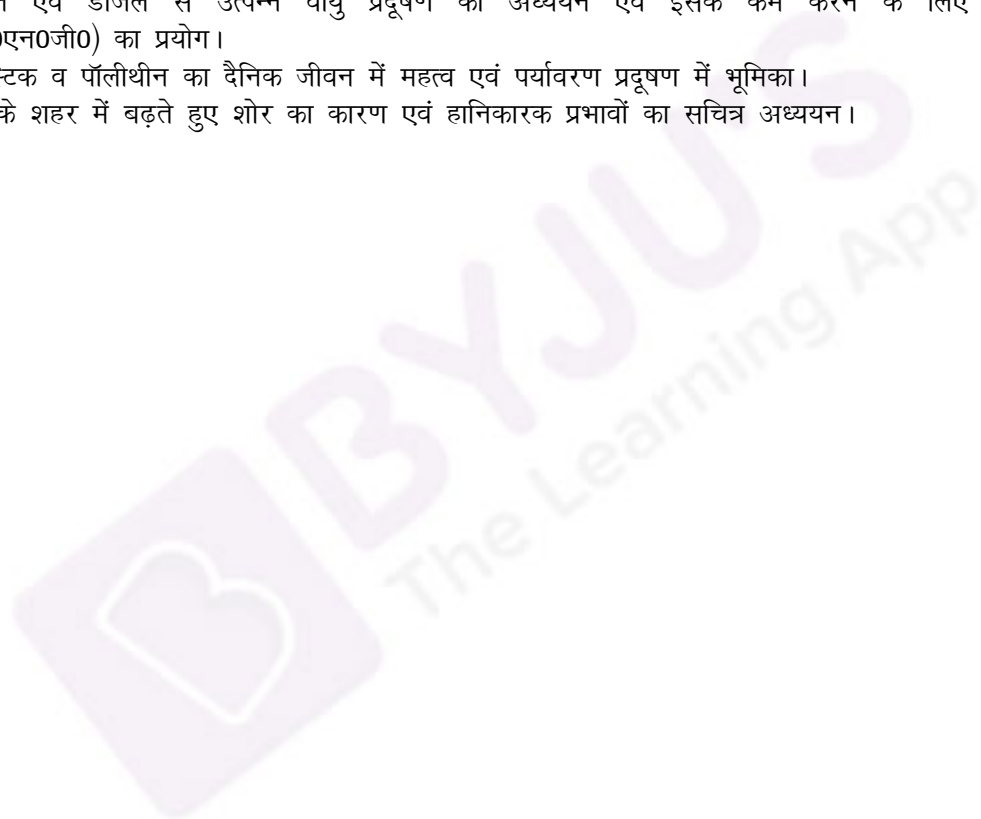 एवं डीजल से उत्पन्न वायु प्रदूषण का अध्ययन एवं इसके कम करने के लिए
0एन0जी0) का प्रयोग।
स्टिक व पॉलीथीन का दैनिक जीवन में महत्व एवं पर्यावरण प्रदूषण में भूमिका।
के शहर में बढ़ते हुए शोर का कारण एवं हानिकारक प्रभावों का सचित्र अध्ययन।
BYJU'S
The Learning App